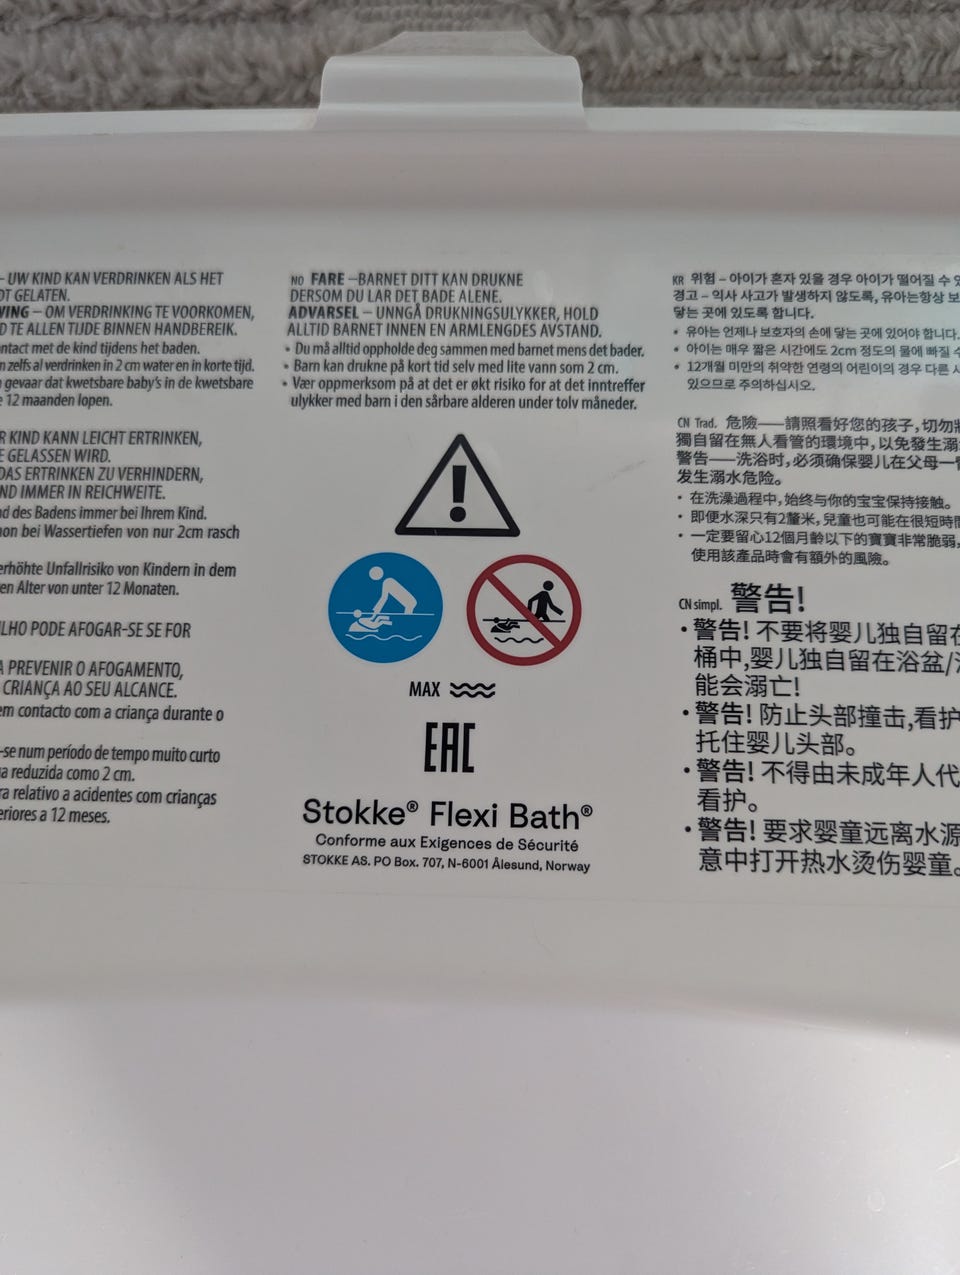 – UW KIND KAN VERDRINKEN ALS HET
GELATEN.
– OM VERDRINKING TE VOORKOMEN,
TE ALLEN TIJDE BINNEN HANDBEREIK.
met de kind tijdens het baden.
zelfs al verdrinken in 2 cm water en in korte tijd.
gevaar dat kwetsbare baby's in de kwetsbare
12 maanden lopen.
KIND KANN LEICHT ERTRINKEN,
GELASSEN WIRD.
DAS ERTRINKEN ZU VERHINDERN,
IMMER IN REICHWEITE.
des Badens immer bei Ihrem Kind.
bei Wassertiefen von nur 2cm rasch
erhöhte Unfallrisiko von Kindern in dem
Alter von unter 12 Monaten.
PODE AFOGAR-SE SE FOR
PREVENIR O AFOGAMENTO,
CRIANÇA AO SEU ALCANCE.
em contacto com a criança durante o
-se num período de tempo muito curto
reduzida como 2 cm.
relativo a acidentes com crianças
a 12 meses.
NO FARE –BARNET DITT KAN DRUKNE
DERSOM DU LAR DET BADE ALENE.
ADVARSEL – UNNGÅ DRUKNINGSULYKKER, HOLD
ALLTID BARNET INNEN EN ARMLENGDES AVSTAND.
• Du må alltid oppholde deg sammen med barnet mens det bader.
• Barn kan drukne på kort tid selv med lite vann som 2 cm.
• Vær oppmerksom på at det er økt risiko for at det inntreffer
ulykker med barn i den sårbare alderen under tolv måneder.
MAX
EAC
Stokke® Flexi Bath®
Conforme aux Exigences de Sécurité
STOKKE AS. PO Box. 707, N-6001 Ålesund, Norway
KR 위험 – 아이가 혼자 있을 경우 아이가 떨어질 수
경고 – 익사 사고가 발생하지 않도록, 유아는항상
닿는 곳에 있도록 합니다.
• 유아는 언제나 보호자의 손에 닿는 곳에 있어야 합니다.
• 아이는 매우 짧은 시간에도 2cm 정도의 물에 빠질 수
• 12개월 미만의 취약한 연령의 어린이의 경우 다른
있으므로 주의하십시오.
CN Trad. 危險——請照看好您的孩子，切勿
獨自留在無人看管的環境中，以免發生溺
警告——洗浴时，必须确保婴儿在父母一
发生溺水危险。
• 在洗澡過程中，始终与你的宝宝保持接触。
• 即便水深只有2釐米，兒童也可能在很短時
• 一定要留心12個月齡以下的寶寶非常脆弱，
使用該產品時會有額外的風險。
CN simpl. 警告!
• 警告! 不要将婴儿独自留在
桶中,婴儿独自留在浴盆/
能会溺亡!
• 警告! 防止头部撞击,看护
托住婴儿头部。
• 警告! 不得由未成年人代
看护。
• 警告! 要求婴童远离水源
意中打开热水烫伤婴童。